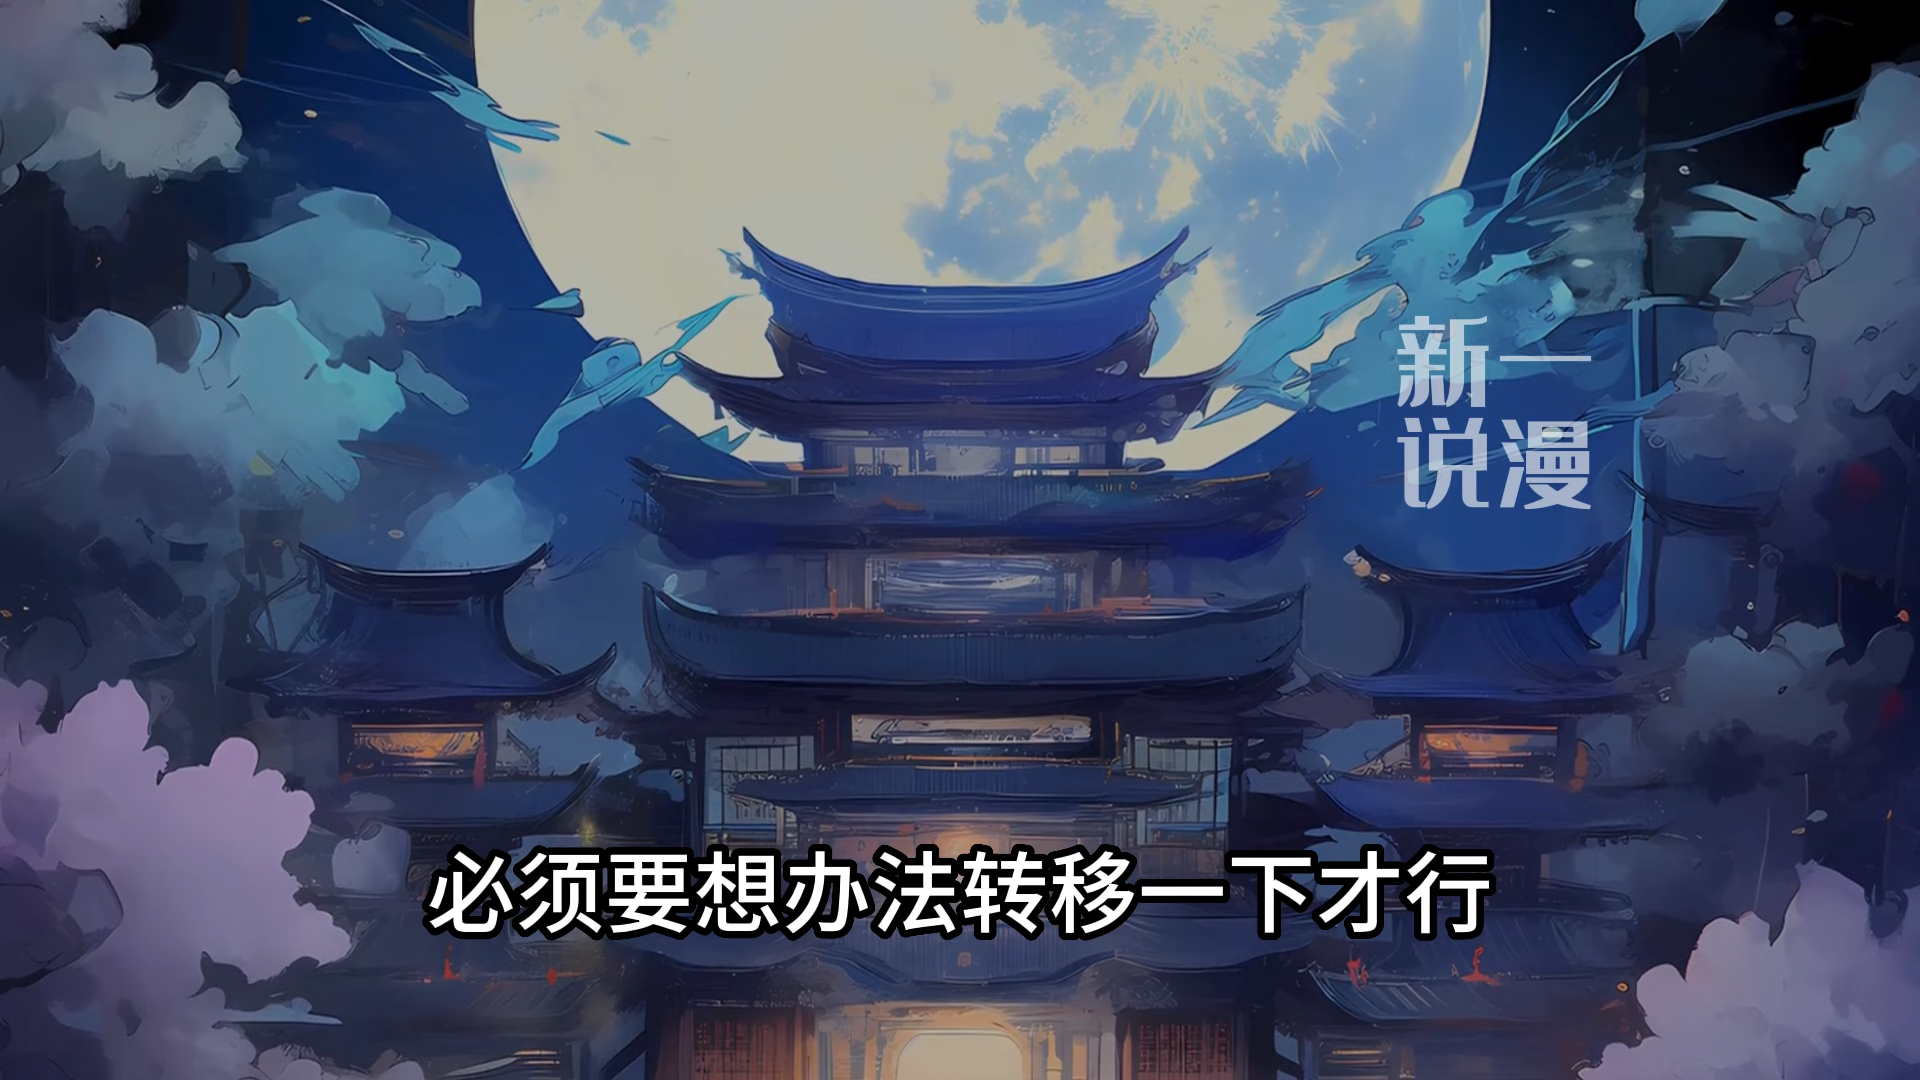 新一
说漫
必须要想办法转移一下才行